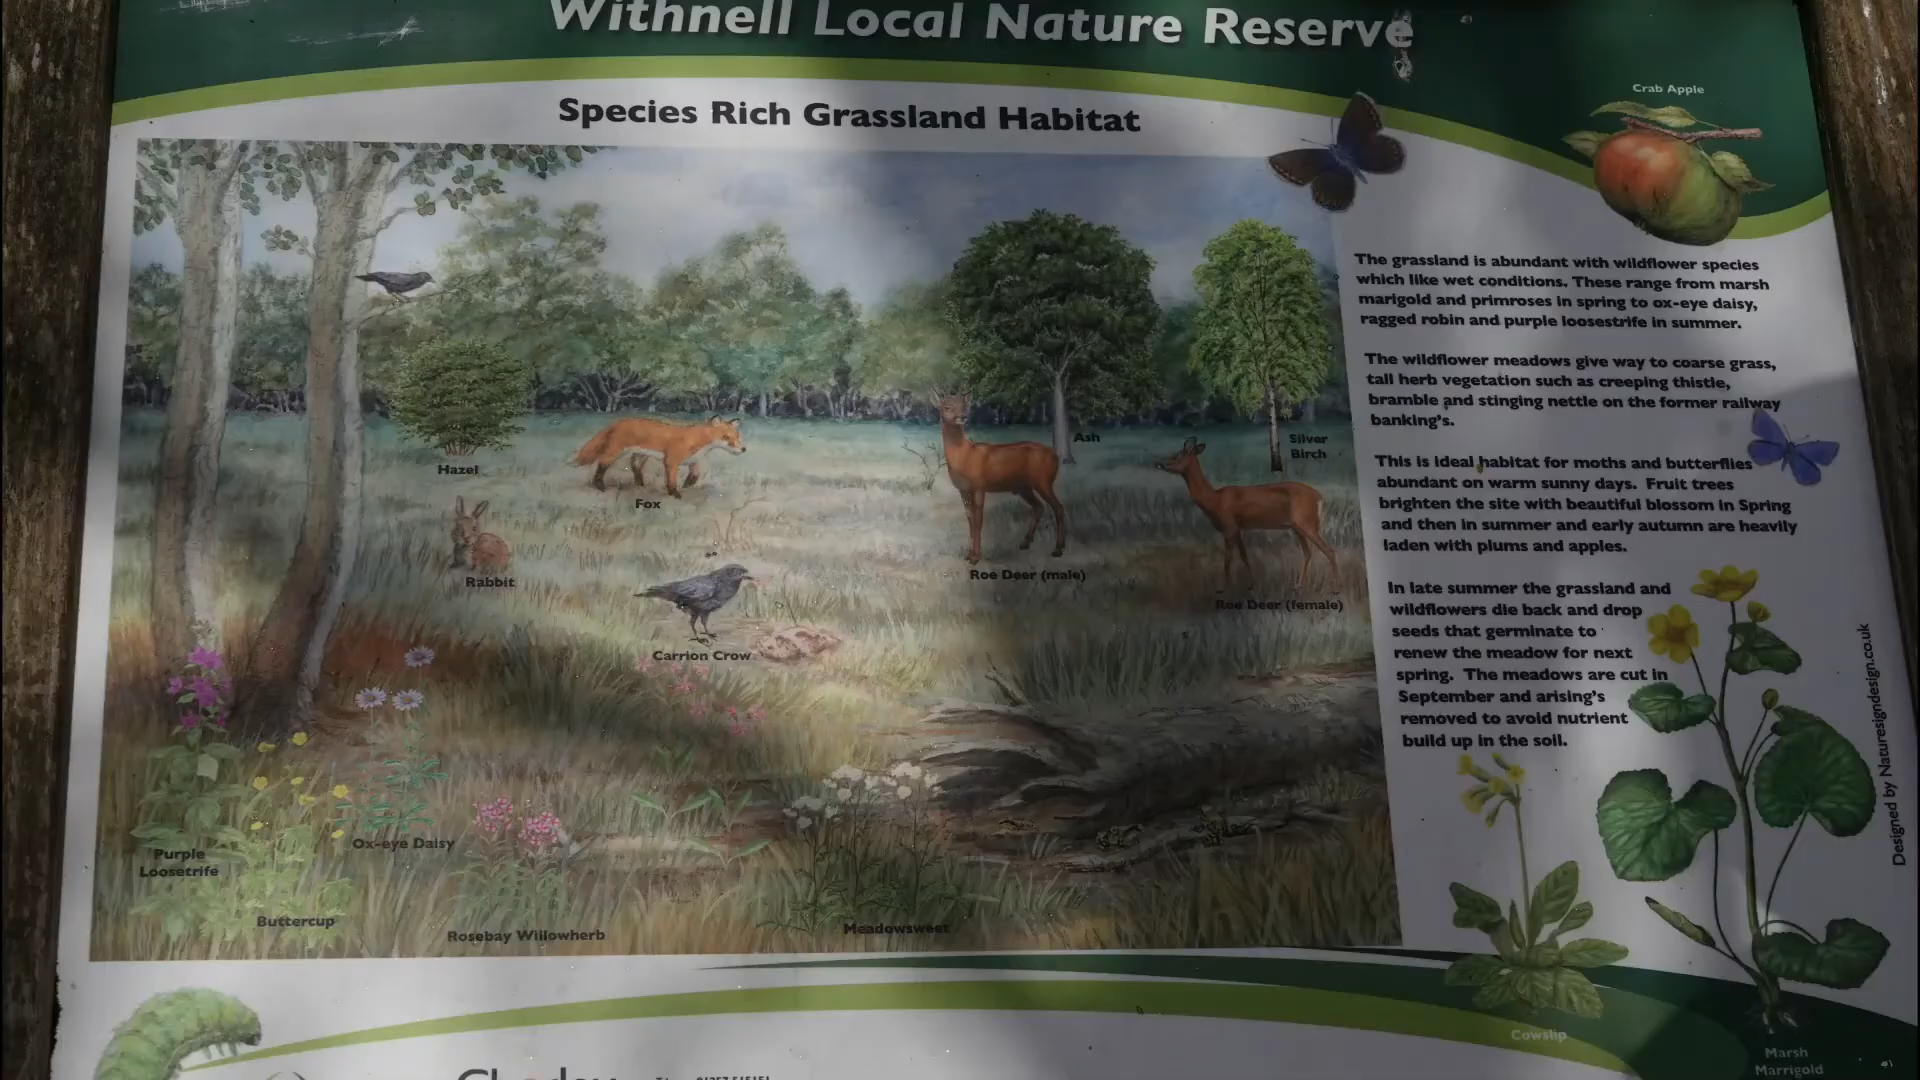 Withnell Local Nature Reserve
Species Rich Grassland Habitat
Crab Apple
The grassland is abundant with wildflower species
which like wet conditions. These range from marsh
marigold and primroses in spring to ox-eye daisy,
ragged robin and purple loosestrife in summer.
The wildflower meadows give way to coarse grass,
tall herb vegetation such as creeping thistle,
bramble and stinging nettle on the former railway
banking's.
This is ideal habitat for moths and butterflies
abundant on warm sunny days. Fruit trees
brighten the site with beautiful blossom in Spring
and then in summer and early autumn are heavily
laden with plums and apples.
In late summer the grassland and
wildflowers die back and drop
seeds that germinate to
renew the meadow for next
spring. The meadows are cut in
September and arising's
removed to avoid nutrient
build up in the soil.
Hazel
Fox
Ash
Silver
Birch
Rabbit
Roe Deer (male)
Roe Deer (female)
Carrion Crow
Purple
Loosetrife
Ox-eye Daisy
Buttercup
Rosebay Willowherb
Meadowsweet
Cowslip
Marsh
Marrigold
Designed by Naturesigndesign.co.uk